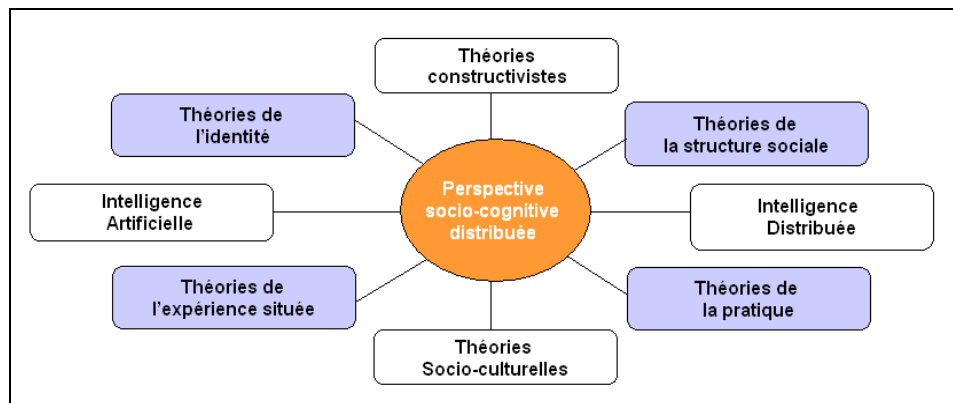 Théories
constructivistes
Théories de
l'identité
Théories de
la structure sociale
Intelligence
Artificielle
Perspective
socio-cognitive
distribuée
Intelligence
Distribuée
Théories de
l'expérience située
Théories de
la pratique
Théories
Socio-culturelles